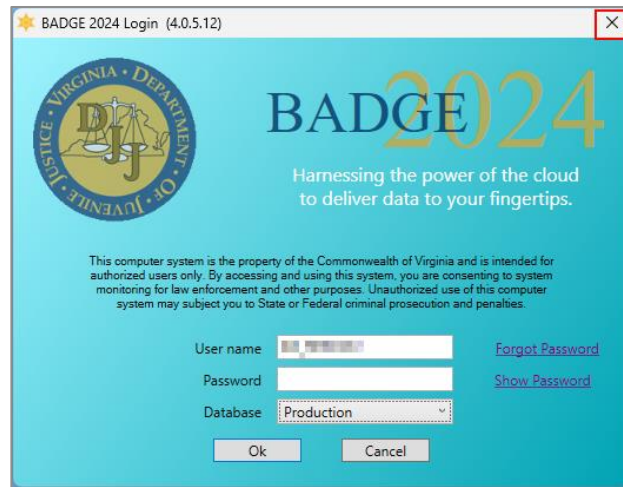 BADGE 2024 Login (4.0.5.12)
VIRGINIA • DEPARTMENT OF JUVENILE • JUSTICE •
DJJ
BADGE 2024
Harnessing the power of the cloud
to deliver data to your fingertips.
This computer system is the property of the Commonwealth of Virginia and is intended for
authorized users only. By accessing and using this system, you are consenting to system
monitoring for law enforcement and other purposes. Unauthorized use of this computer
system may subject you to State or Federal criminal prosecution and penalties.
User name
Forgot Password
Password
Show Password
Database Production
Ok Cancel